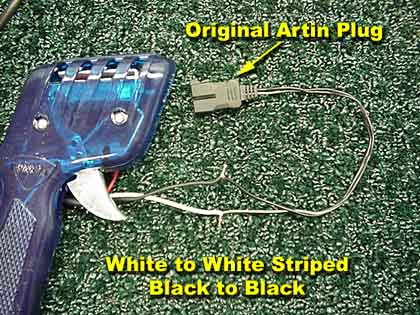 Original Artin Plug
White to White Striped
Black to Black